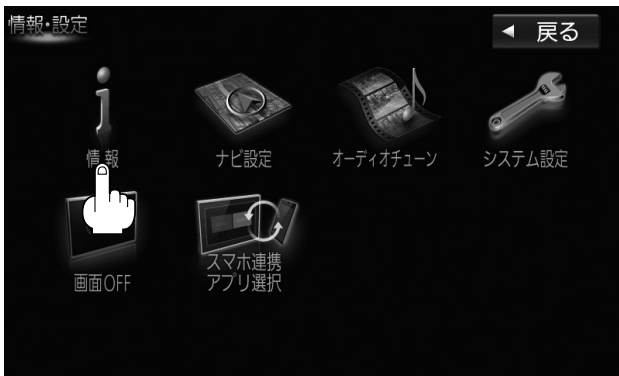 情報・設定
戻る
情報
ナビ設定
オーディオチューン
システム設定
画面OFF
スマホ連携
アプリ選択